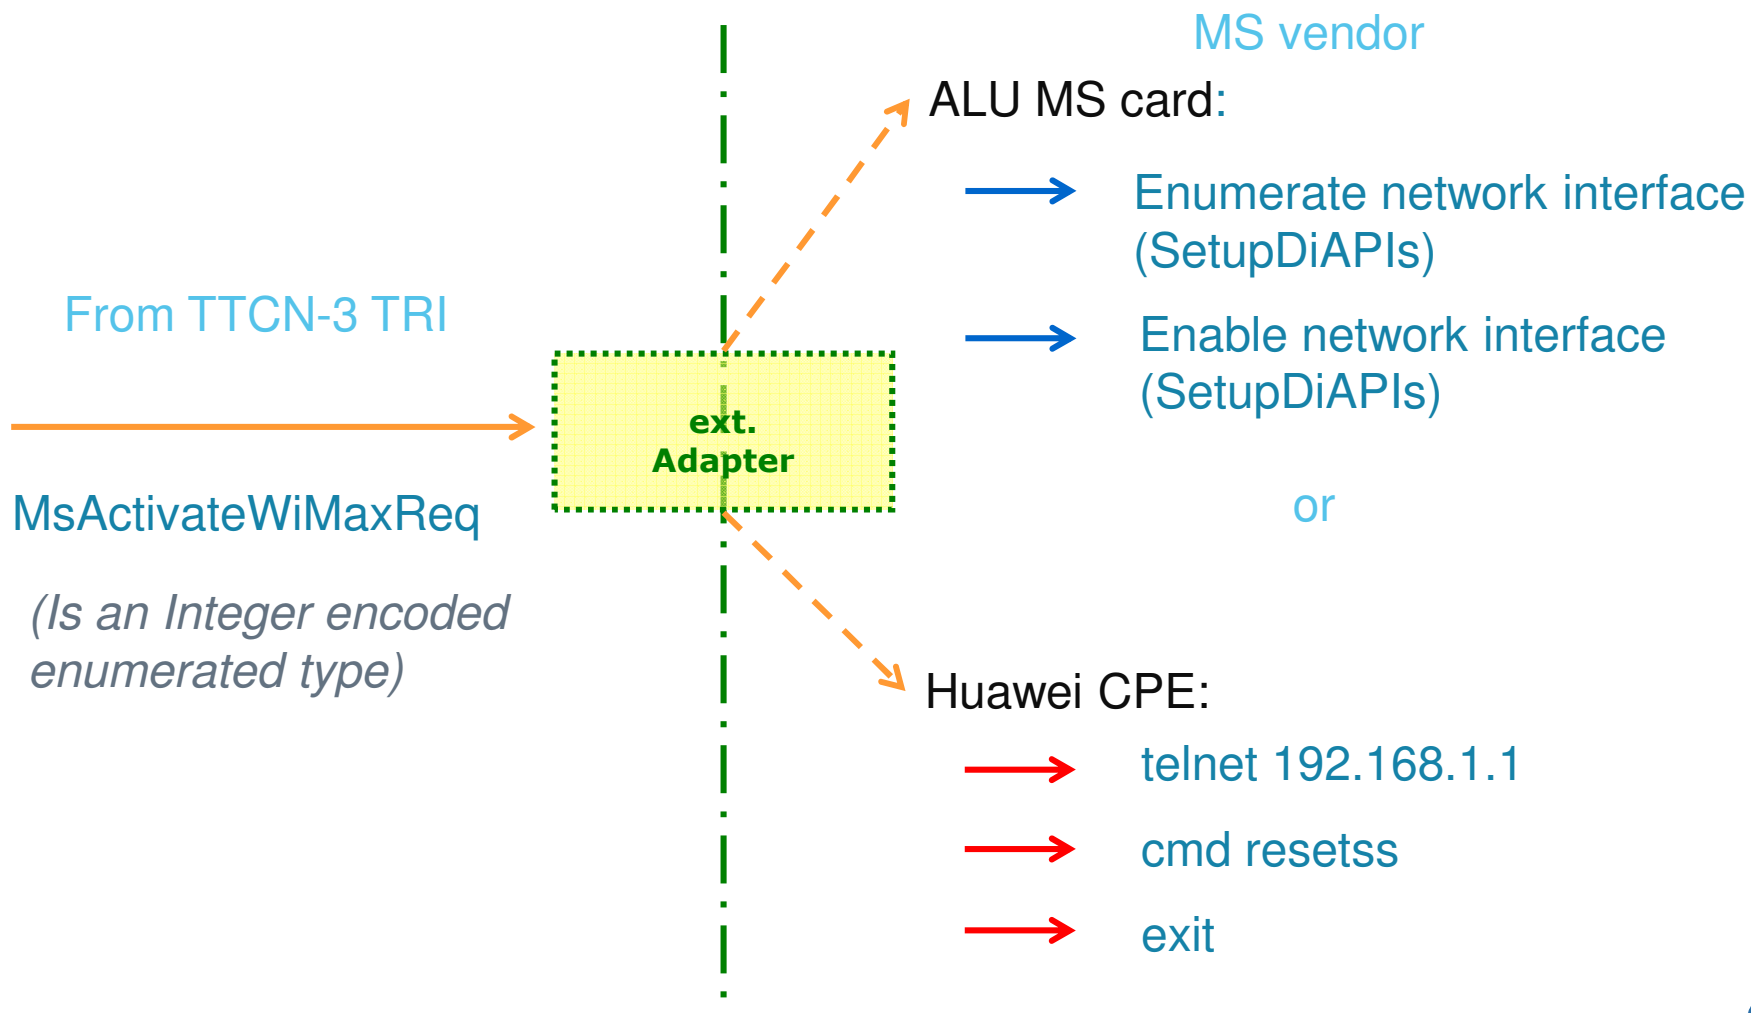 MS vendor
ALU MS card:
Enumerate network interface
(SetupDiAPIs)
Enable network interface
(SetupDiAPIs)
From TTCN-3 TRI
ext.
Adapter
MsActivateWiMaxReq
(Is an Integer encoded
enumerated type)
or
Huawei CPE:
telnet 192.168.1.1
cmd resetss
exit